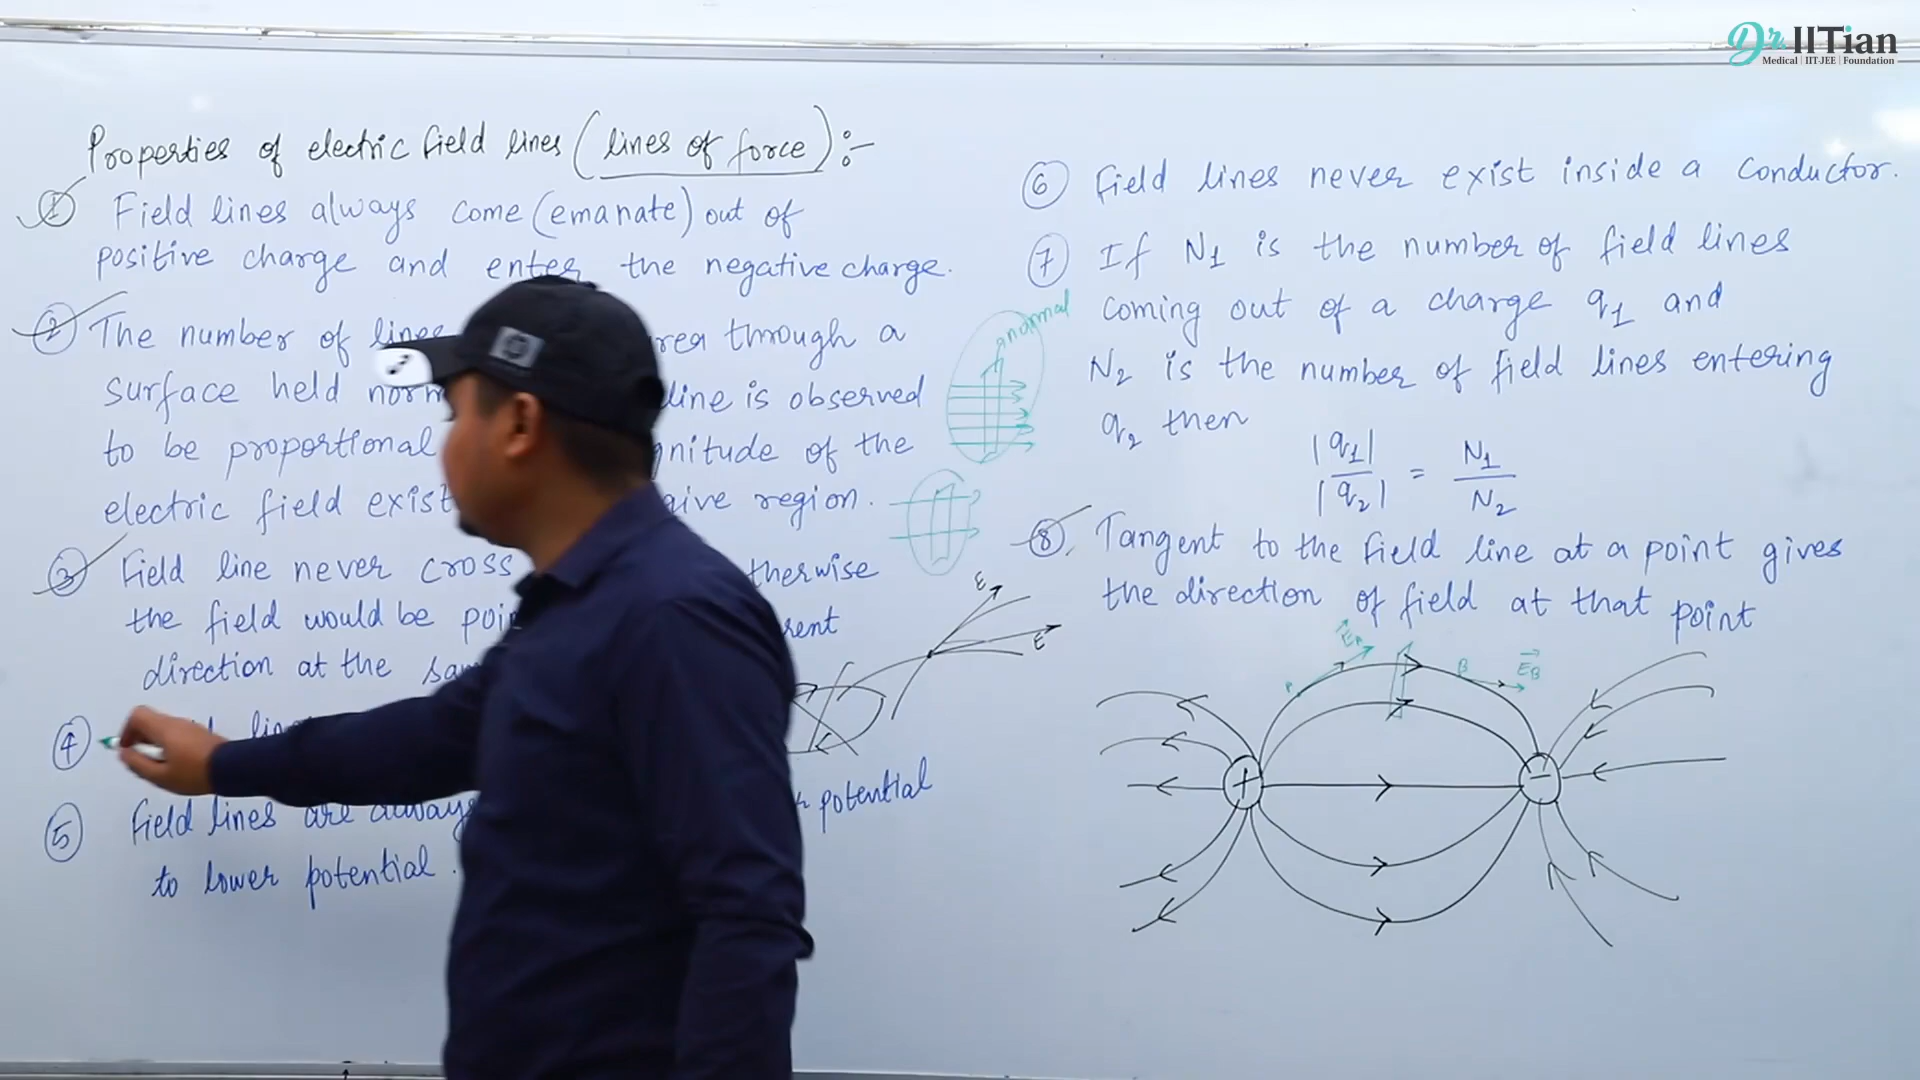 Dr. IITian
Medical | IIT-JEE | Foundation
Properties of electric field lines (lines of force) :-
① Field lines always come (emanate) out of
positive charge and enter the negative charge.
② The number of lines through a
surface held line is observed
to be proportional of the
electric field exist give region.
③ Field line never cross
the field would be
direction at the
E
E
④
⑤ field lines are always potential
to lower potential.
normal
⑥ field lines never exist inside a conductor.
⑦ If N1 is the number of field lines
coming out of a charge q1 and
N2 is the number of field lines entering
q2 then
|q1| / |q2| = N1 / N2
⑧ Tangent to the field line at a point gives
the direction of field at that point
B
E⃗B
+
−